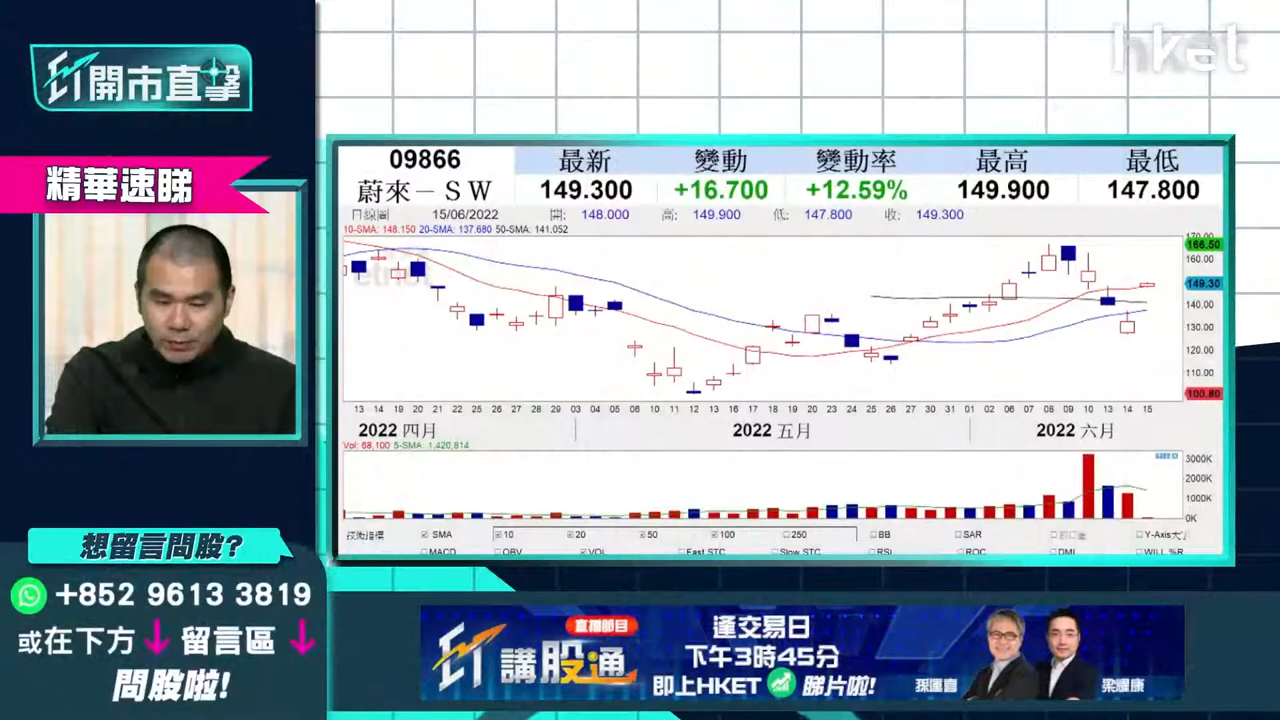 hket
ET開市直擊
精華速睇
09866
最新 變動 變動率 最高 最低
蔚來－SW
149.300 +16.700 +12.59% 149.900 147.800
日線圖 15/06/2022 開: 148.000 高: 149.900 低: 147.800 收: 149.300
10-SMA: 148.150 20-SMA: 137.680 50-SMA: 141.052
170.00
166.50
160.00
149.30
140.00
130.00
120.00
110.00
100.80
13 14 19 20 21 22 25 26 27 28 29 03 04 05 06 10 11 12 13 16 17 18 19 20 23 24 25 26 27 30 31 01 02 06 07 08 09 10 13 14 15
2022 四月 2022 五月 2022 六月
Vol: 68,100 5-SMA: 1,420,814
3000K
2000K
1000K
0K
技術指標 SMA 10 20 50 100 250 BB SAR Y-Axis大小
MACD OBV VOL Fast STC Slow STC RSI ROC DMI WILL %R
想留言問股?
+852 9613 3819
或在下方 留言區
問股啦!
ET講股通
直播節目
逢交易日
下午3時45分
即上HKET 睇片啦!
梁耀康